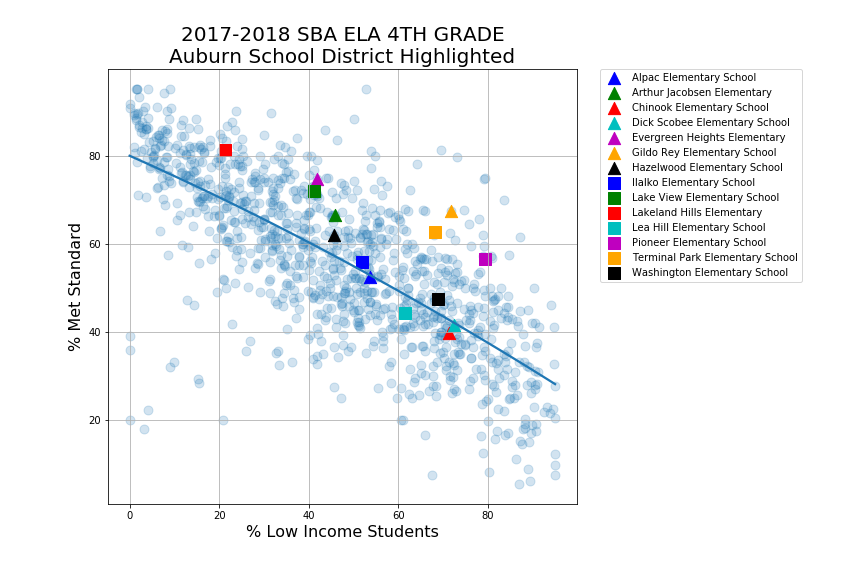 2017-2018 SBA ELA 4TH GRADE
Auburn School District Highlighted
% Met Standard
80
60
40
20
0
20
40
60
80
% Low Income Students
Alpac Elementary School
Arthur Jacobsen Elementary
Chinook Elementary School
Dick Scobee Elementary School
Evergreen Heights Elementary
Gildo Rey Elementary School
Hazelwood Elementary School
Ilalko Elementary School
Lake View Elementary School
Lakeland Hills Elementary
Lea Hill Elementary School
Pioneer Elementary School
Terminal Park Elementary School
Washington Elementary School